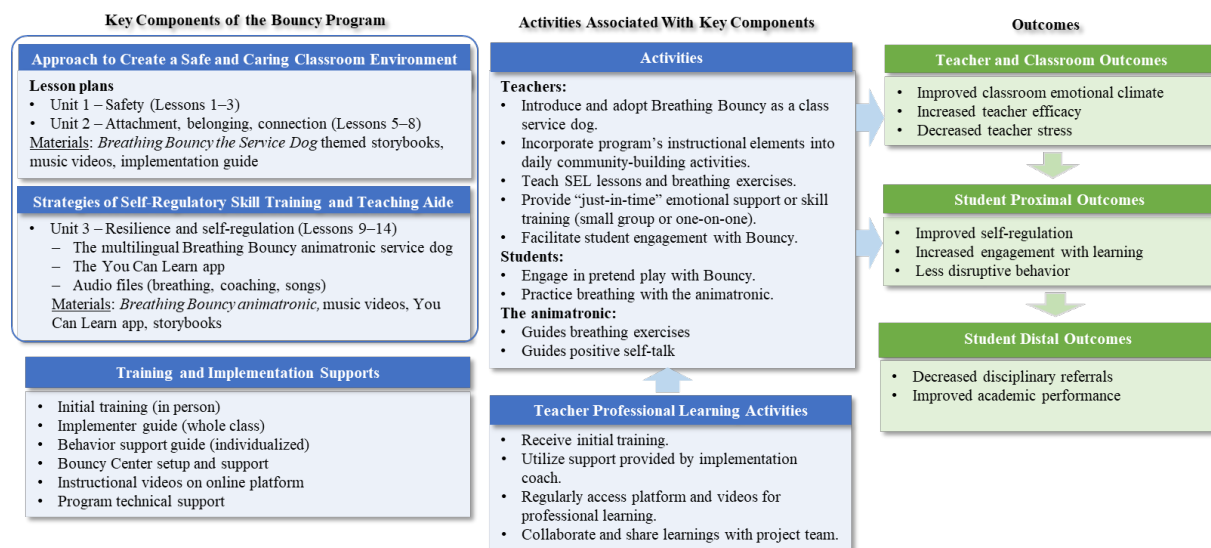 Key Components of the Bouncy Program
Approach to Create a Safe and Caring Classroom Environment
Lesson plans
• Unit 1 – Safety (Lessons 1–3)
• Unit 2 – Attachment, belonging, connection (Lessons 5–8)
Materials: Breathing Bouncy the Service Dog themed storybooks,
music videos, implementation guide
Strategies of Self-Regulatory Skill Training and Teaching Aide
• Unit 3 – Resilience and self-regulation (Lessons 9–14)
– The multilingual Breathing Bouncy animatronic service dog
– The You Can Learn app
– Audio files (breathing, coaching, songs)
Materials: Breathing Bouncy animatronic, music videos, You
Can Learn app, storybooks
Training and Implementation Supports
• Initial training (in person)
• Implementer guide (whole class)
• Behavior support guide (individualized)
• Bouncy Center setup and support
• Instructional videos on online platform
• Program technical support
Activities Associated With Key Components
Activities
Teachers:
• Introduce and adopt Breathing Bouncy as a class
service dog.
• Incorporate program’s instructional elements into
daily community-building activities.
• Teach SEL lessons and breathing exercises.
• Provide “just-in-time” emotional support or skill
training (small group or one-on-one).
• Facilitate student engagement with Bouncy.
Students:
• Engage in pretend play with Bouncy.
• Practice breathing with the animatronic.
The animatronic:
• Guides breathing exercises
• Guides positive self-talk
Teacher Professional Learning Activities
• Receive initial training.
• Utilize support provided by implementation
coach.
• Regularly access platform and videos for
professional learning.
• Collaborate and share learnings with project team.
Outcomes
Teacher and Classroom Outcomes
• Improved classroom emotional climate
• Increased teacher efficacy
• Decreased teacher stress
Student Proximal Outcomes
• Improved self-regulation
• Increased engagement with learning
• Less disruptive behavior
Student Distal Outcomes
• Decreased disciplinary referrals
• Improved academic performance